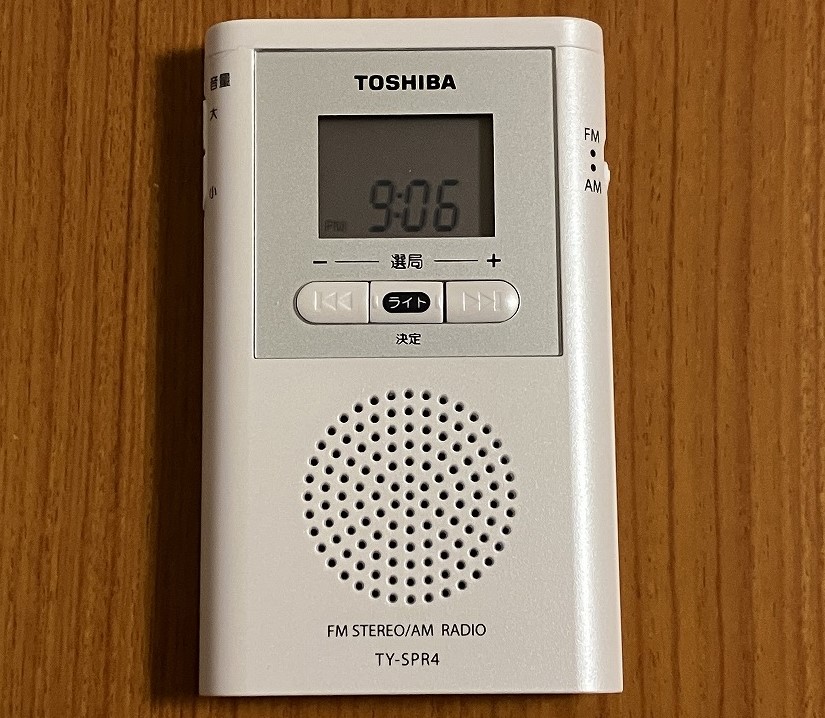 TOSHIBA
音量
大
小
FM
AM
FM
9:06
− 選局 +
ライト
決定
FM STEREO/AM RADIO
TY-SPR4